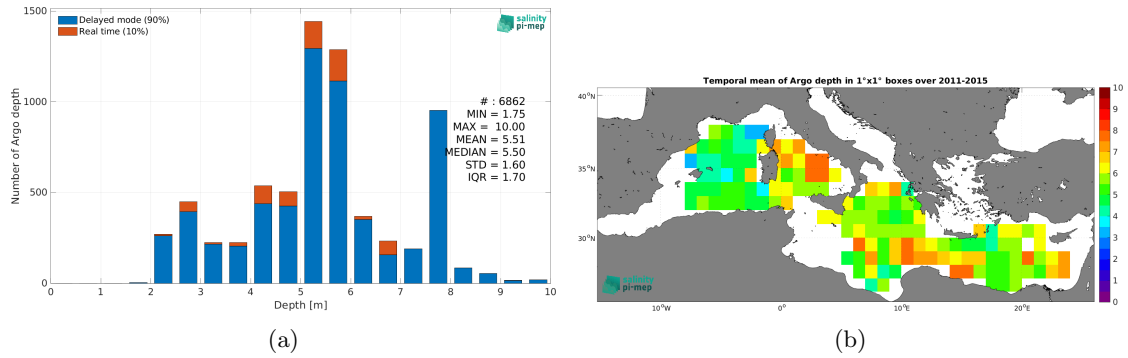 1500
1000
500
0
Number of Argo depth
Delayed mode (90%)
Real time (10%)
salinity
pi-mep
# : 6862
MIN = 1.75
MAX = 10.00
MEAN = 5.51
MEDIAN = 5.50
STD = 1.60
IQR = 1.70
0 1 2 3 4 5 6 7 8 9 10
Depth [m]
(a)
Temporal mean of Argo depth in 1°x1° boxes over 2011-2015
40°N
35°N
30°N
salinity
pi-mep
10°W 0° 10°E 20°E
10
9
8
7
6
5
4
3
2
1
0
(b)